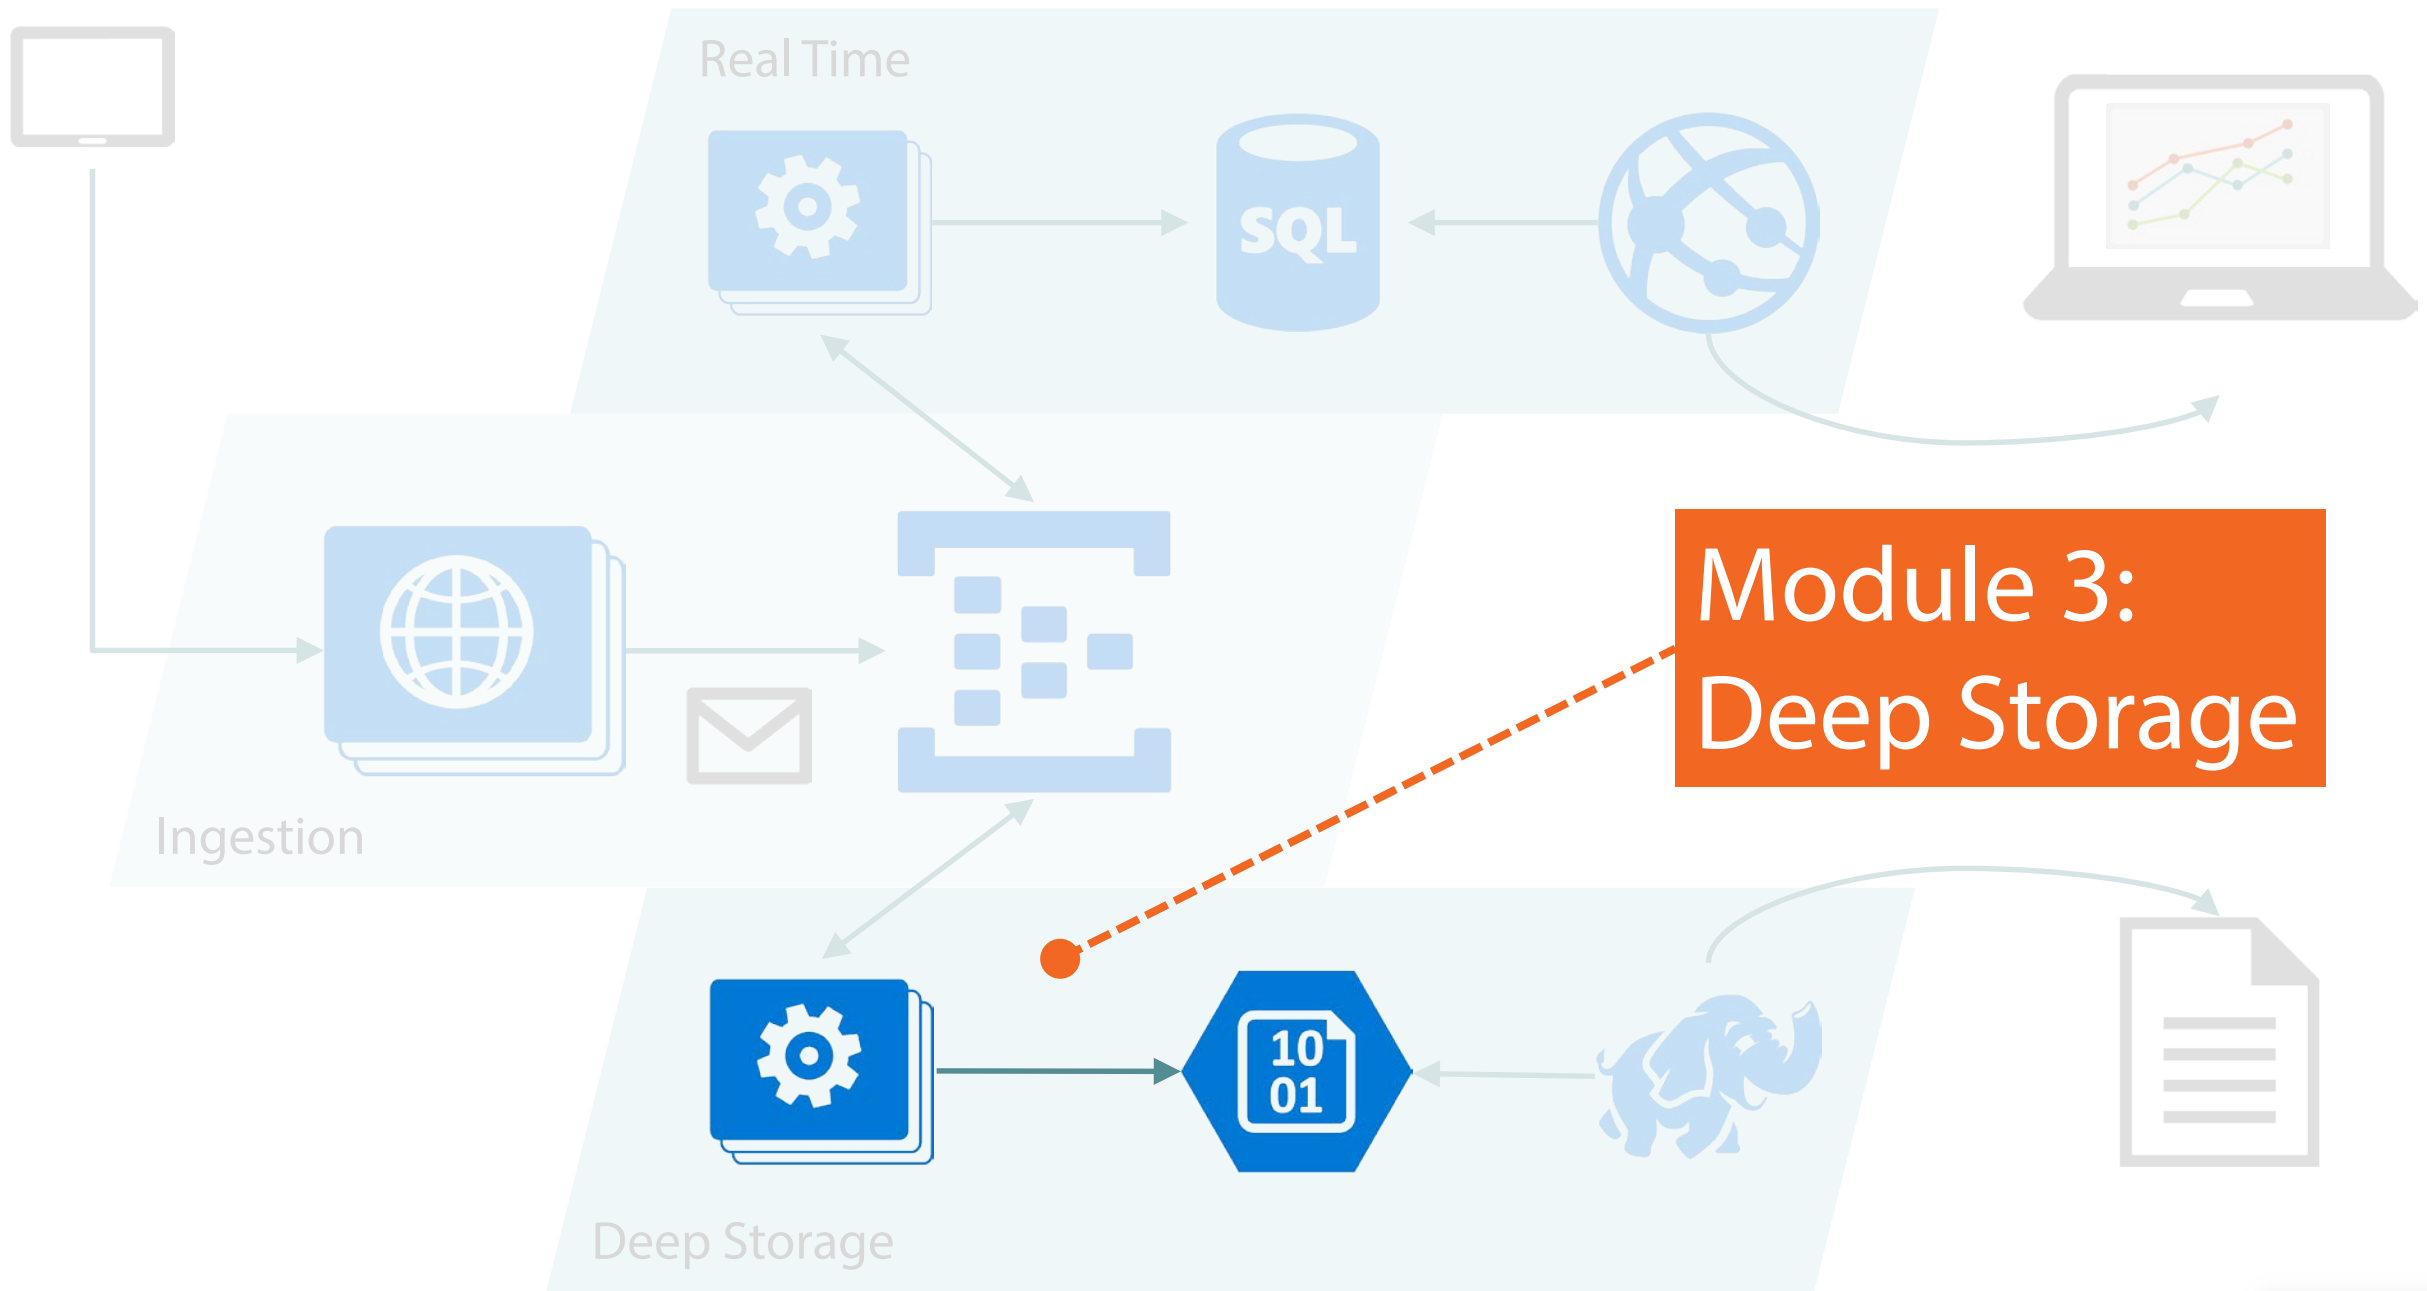 Real Time
SQL
Module 3:
Deep Storage
Ingestion
10
01
Deep Storage